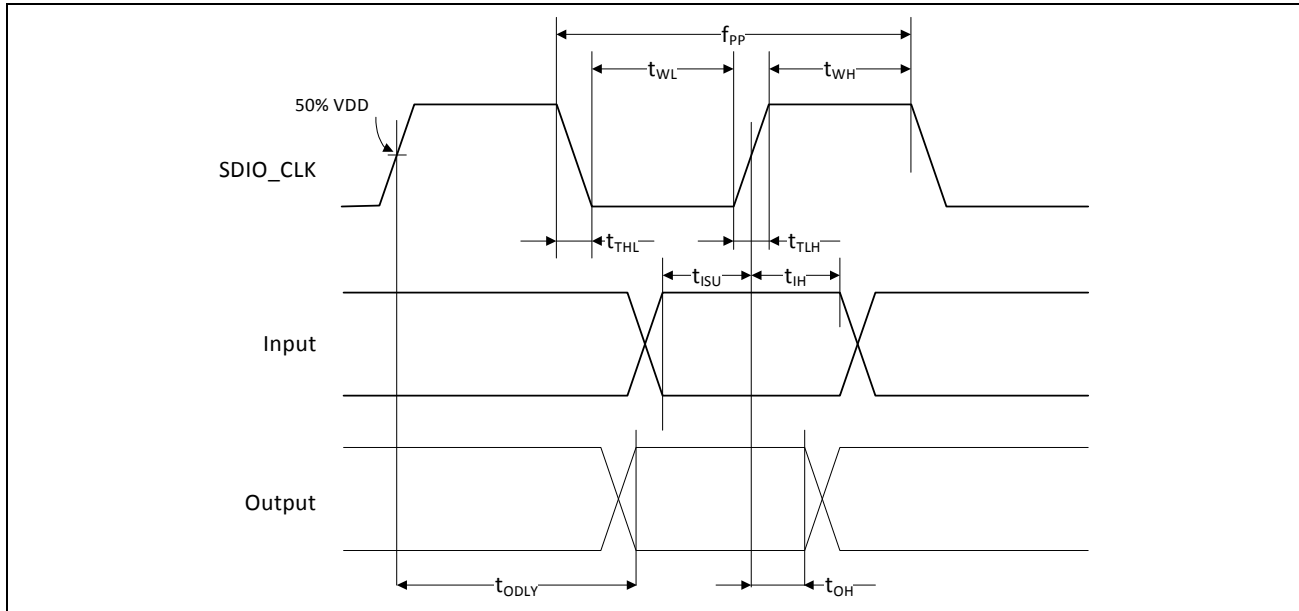 fPP
tWL
tWH
50% VDD
SDIO_CLK
tTHL
tTLH
tISU
tIH
Input
Output
tODLY
tOH